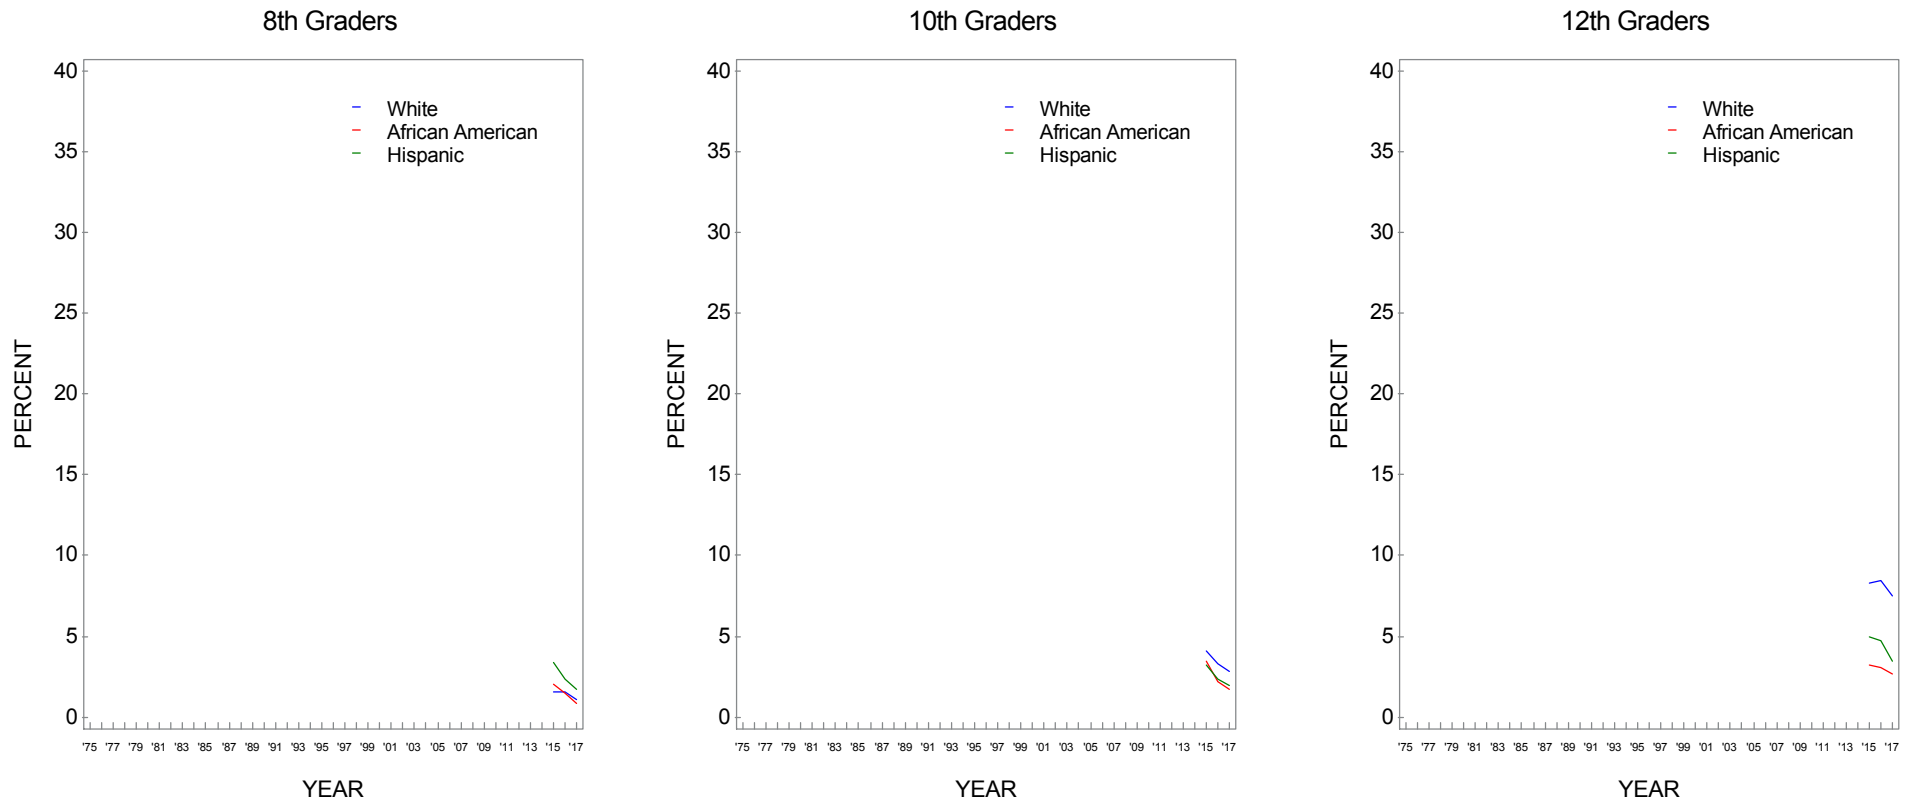 8th Graders
40
35
30
25
20
15
10
5
0
PERCENT
White
African American
Hispanic
'75 '77 '79 '81 '83 '85 '87 '89 '91 '93 '95 '97 '99 '01 '03 '05 '07 '09 '11 '13 '15 '17
YEAR
10th Graders
40
35
30
25
20
15
10
5
0
PERCENT
White
African American
Hispanic
'75 '77 '79 '81 '83 '85 '87 '89 '91 '93 '95 '97 '99 '01 '03 '05 '07 '09 '11 '13 '15 '17
YEAR
12th Graders
40
35
30
25
20
15
10
5
0
PERCENT
White
African American
Hispanic
'75 '77 '79 '81 '83 '85 '87 '89 '91 '93 '95 '97 '99 '01 '03 '05 '07 '09 '11 '13 '15 '17
YEAR